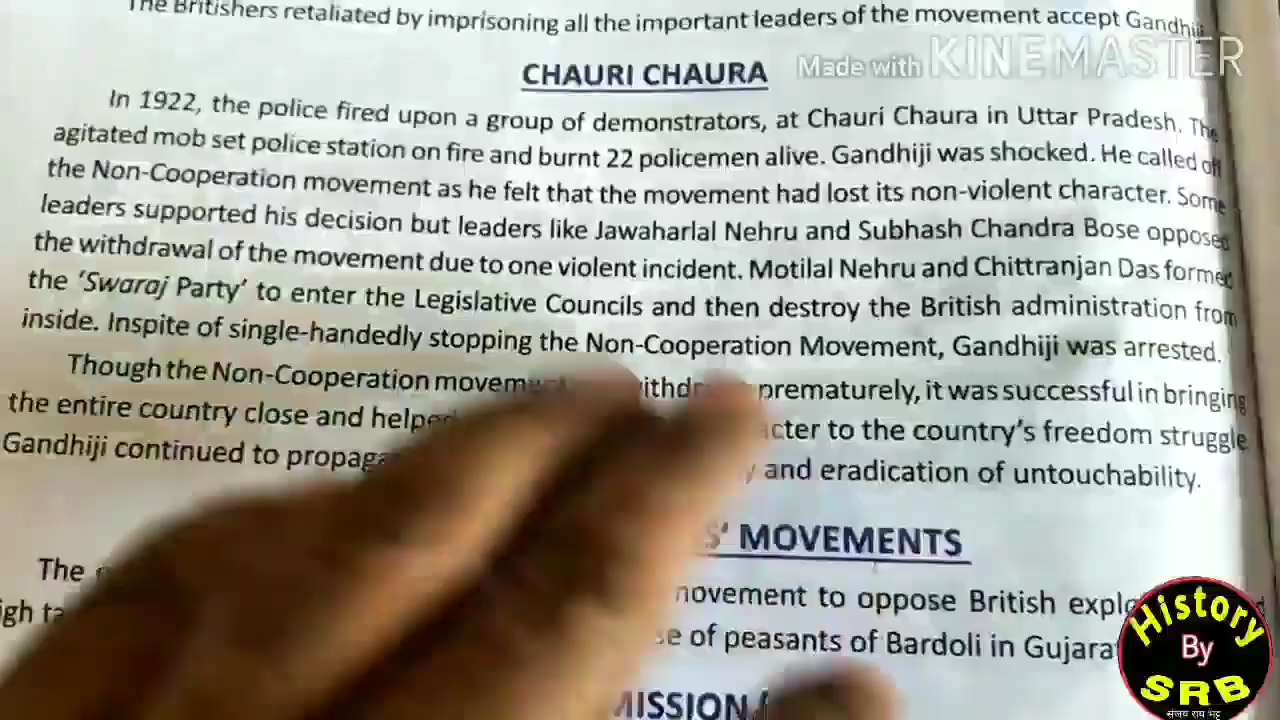 The Britishers retaliated by imprisoning all the important leaders of the movement accept Gandhiji
Made with KINEMASTER
CHAURI CHAURA
In 1922, the police fired upon a group of demonstrators, at Chauri Chaura in Uttar Pradesh. The
agitated mob set police station on fire and burnt 22 policemen alive. Gandhiji was shocked. He called off
the Non-Cooperation movement as he felt that the movement had lost its non-violent character. Some
leaders supported his decision but leaders like Jawaharlal Nehru and Subhash Chandra Bose opposed
the withdrawal of the movement due to one violent incident. Motilal Nehru and Chittranjan Das formed
the 'Swaraj Party' to enter the Legislative Councils and then destroy the British administration from
inside. Inspite of single-handedly stopping the Non-Cooperation Movement, Gandhiji was arrested.
Though the Non-Cooperation prematurely, it was successful in bringing
the entire country close and to the country's freedom struggle
Gandhiji continued to and eradication of untouchability.
MOVEMENTS
The movement to oppose British
of peasants of Bardoli in
History
By
SRB
संजय राय भट्ट